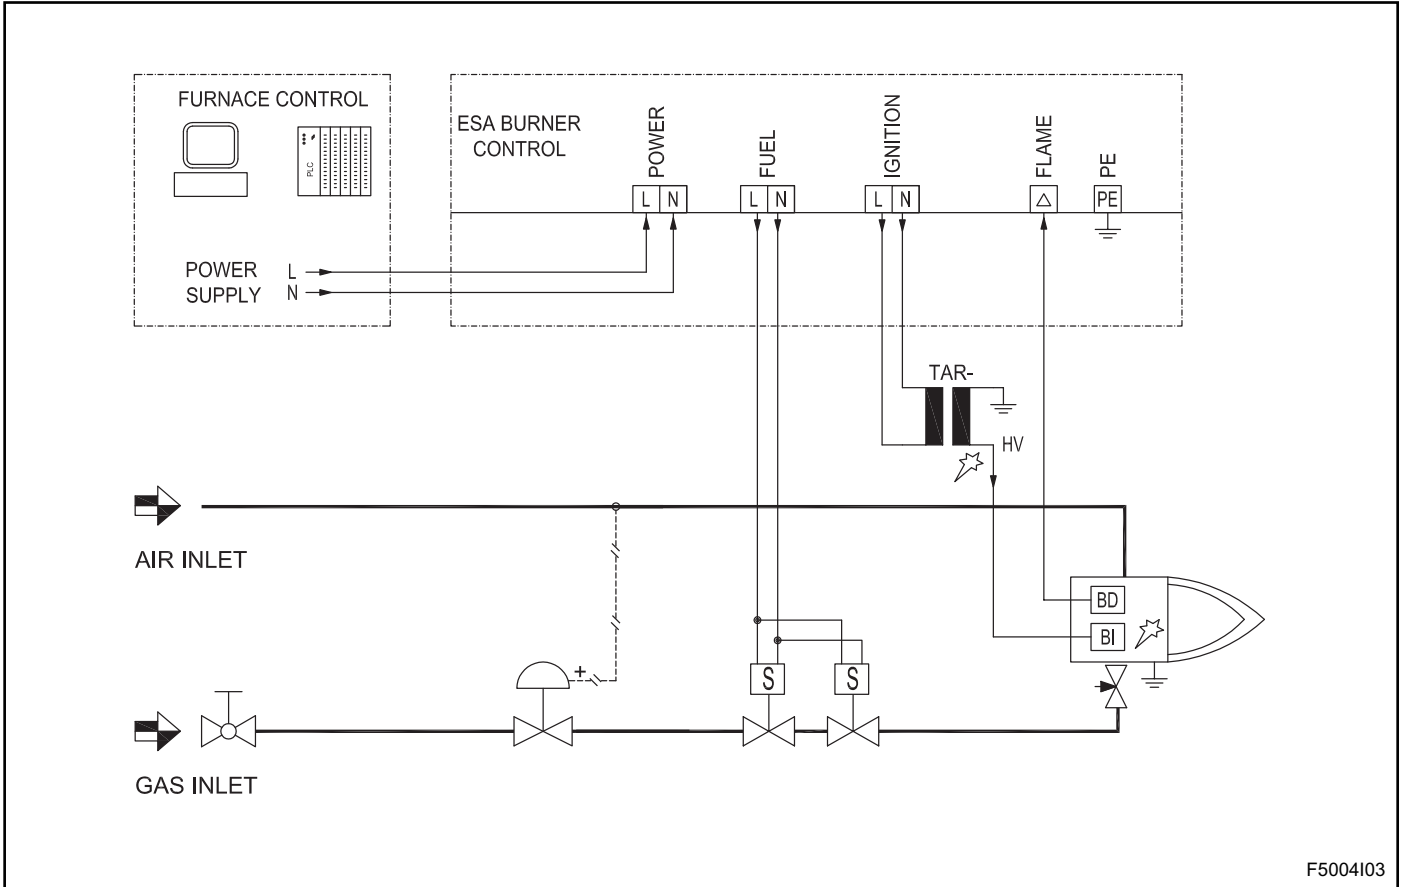 FURNACE CONTROL
PLC
POWER
SUPPLY
L
N
ESA BURNER
CONTROL
POWER
L N
FUEL
L N
IGNITION
L N
FLAME
△
PE
PE
TAR-
HV
AIR INLET
BD
BI
+
S
S
GAS INLET
F5004I03